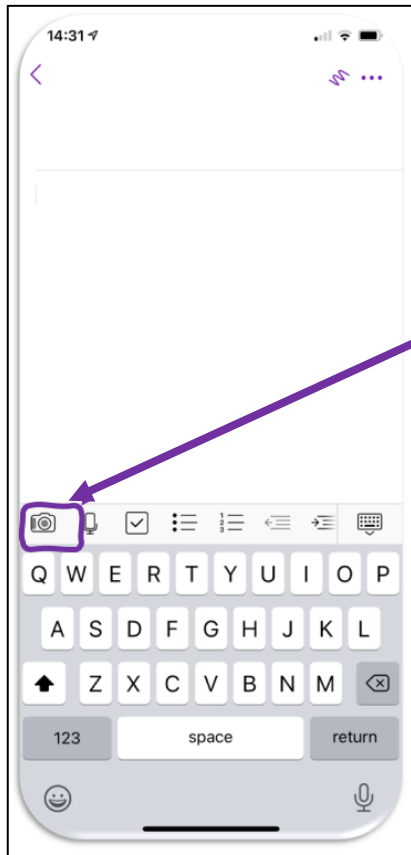 14:31
Q W E R T Y U I O P
A S D F G H J K L
Z X C V B N M
123 space return